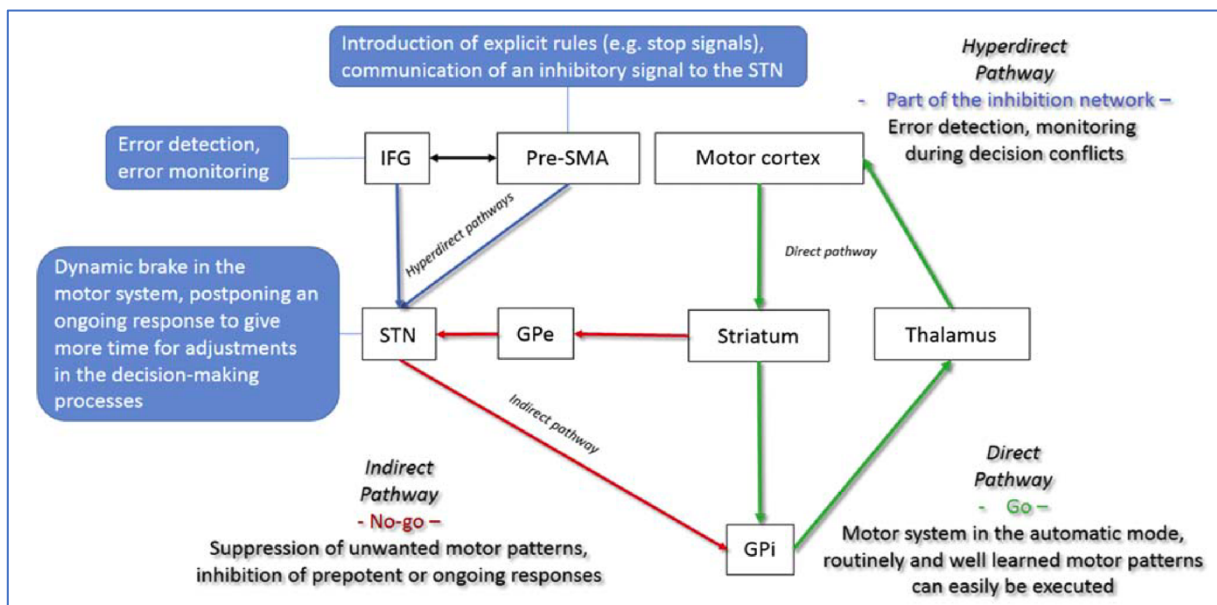 Introduction of explicit rules (e.g. stop signals),
communication of an inhibitory signal to the STN
Hyperdirect
Pathway
- Part of the inhibition network –
Error detection, monitoring
during decision conflicts
Error detection,
error monitoring
IFG
Pre-SMA
Motor cortex
Hyperdirect pathways
Direct pathway
Dynamic brake in the
motor system, postponing an
ongoing response to give
more time for adjustments
in the decision-making
processes
STN
GPe
Striatum
Thalamus
Indirect pathway
Indirect
Pathway
- No-go –
Suppression of unwanted motor patterns,
inhibition of prepotent or ongoing responses
GPi
Direct
Pathway
- Go –
Motor system in the automatic mode,
routinely and well learned motor patterns
can easily be executed